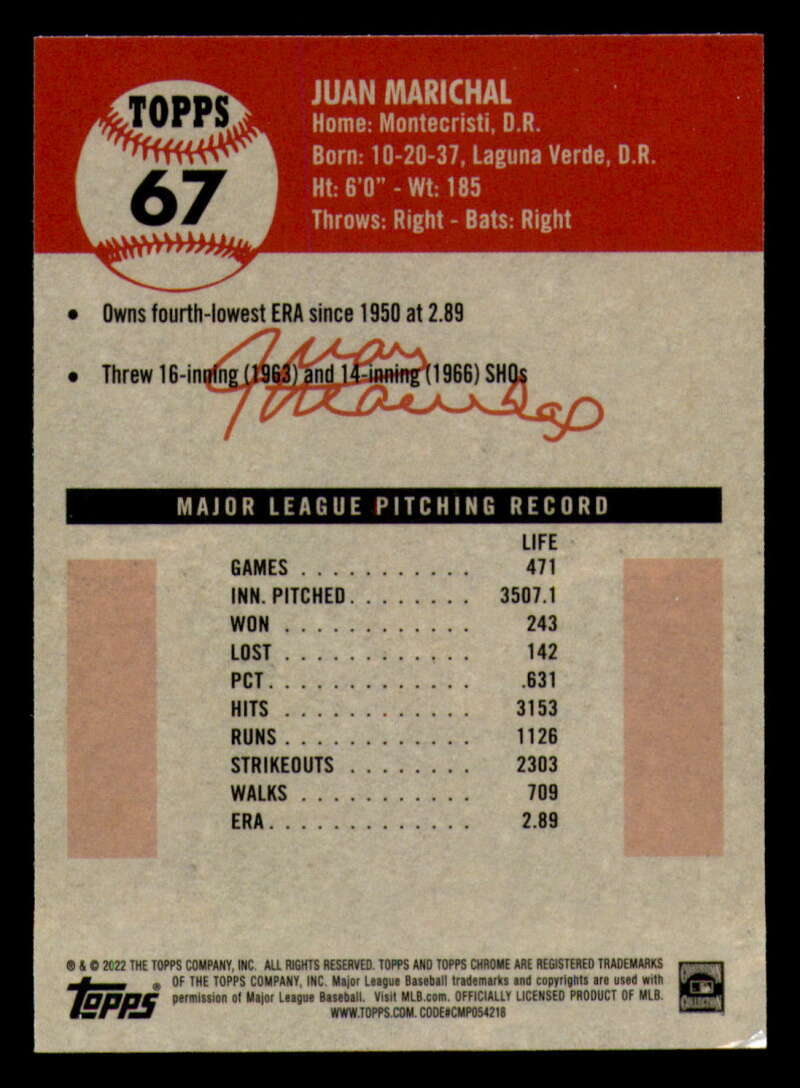 TOPPS
67
JUAN MARICHAL
Home: Montecristi, D.R.
Born: 10-20-37, Laguna Verde, D.R.
Ht: 6'0" - Wt: 185
Throws: Right - Bats: Right
• Owns fourth-lowest ERA since 1950 at 2.89
• Threw 16-inning (1963) and 14-inning (1966) SHOs
Juan
Marichal
MAJOR LEAGUE PITCHING RECORD
LIFE
GAMES . . . . . . . . . . . 471
INN. PITCHED . . . . . . . 3507.1
WON . . . . . . . . . . . 243
LOST . . . . . . . . . . . 142
PCT. . . . . . . . . . . . .631
HITS . . . . . . . . . . . 3153
RUNS . . . . . . . . . . . 1126
STRIKEOUTS . . . . . . . 2303
WALKS . . . . . . . . . . 709
ERA . . . . . . . . . . . . 2.89
® & © 2022 THE TOPPS COMPANY, INC. ALL RIGHTS RESERVED. TOPPS AND TOPPS CHROME ARE REGISTERED TRADEMARKS
OF THE TOPPS COMPANY, INC. Major League Baseball trademarks and copyrights are used with
permission of Major League Baseball. Visit MLB.com. OFFICIALLY LICENSED PRODUCT OF MLB.
WWW.TOPPS.COM. CODE#CMP054218
Topps®
COOPERSTOWN
COLLECTION